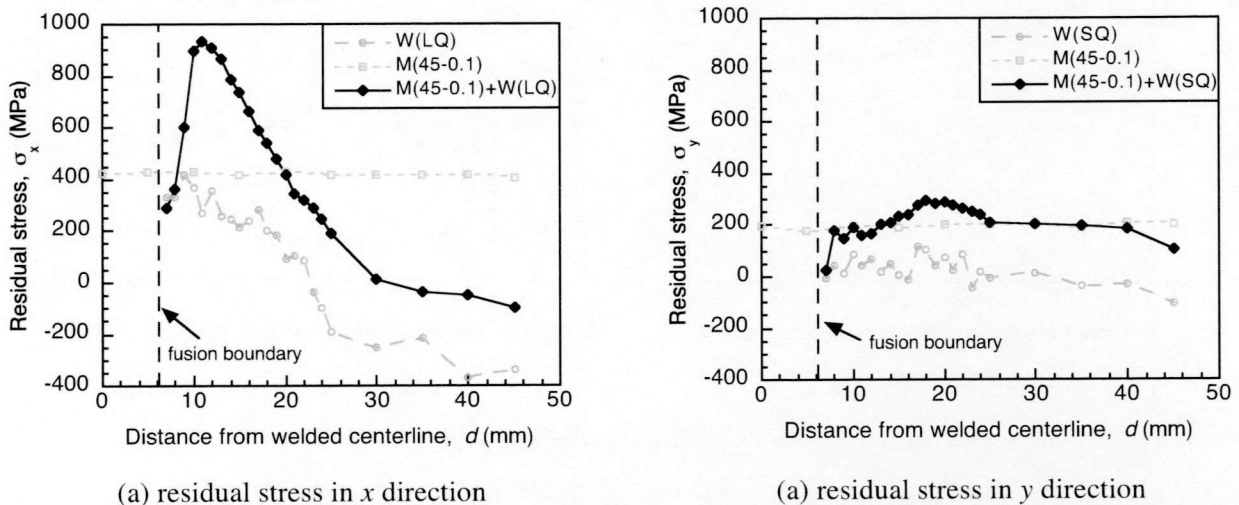 1000
800
600
400
200
0
-200
-400
Residual stress, σx (MPa)
W(LQ)
M(45-0.1)
M(45-0.1)+W(LQ)
fusion boundary
0 10 20 30 40 50
Distance from welded centerline, d (mm)
(a) residual stress in x direction
1000
800
600
400
200
0
-200
-400
Residual stress, σy (MPa)
W(SQ)
M(45-0.1)
M(45-0.1)+W(SQ)
fusion boundary
0 10 20 30 40 50
Distance from welded centerline, d (mm)
(a) residual stress in y direction